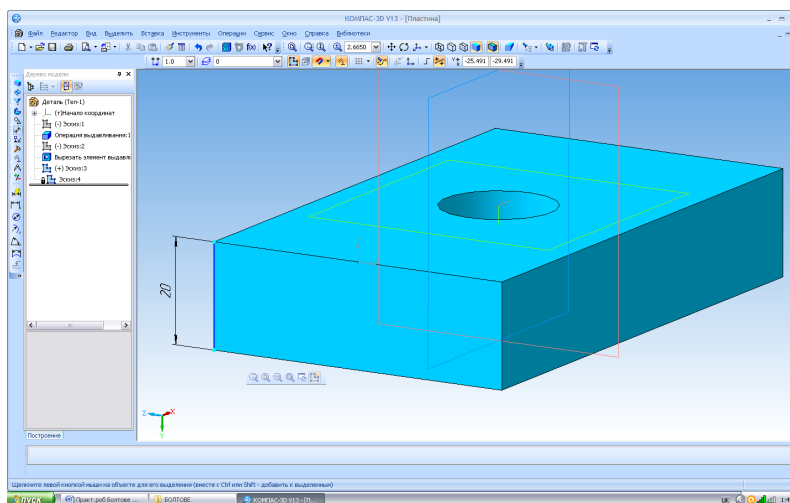 КОМПАС-3D V13 - [Пластина]
Файл Редактор Вид Выделить Вставка Инструменты Операции Сервис Окно Справка Библиотеки
2.6650
1.0 0 -25.491 -29.491
Дерево модели
Деталь (Тел-1)
(т)Начало координат
(-) Эскиз:1
Операция выдавливания:1
(-) Эскиз:2
Вырезать элемент выдавли
(+) Эскиз:3
Эскиз:4
20
Z X
Y
Построение
Щелкните левой кнопкой мыши на объекте для его выделения (вместе с Ctrl или Shift - добавить к выделенным)
пуск Практ.раб Болтове ... БОЛТОВЕ КОМПАС-3D V13 - [П...